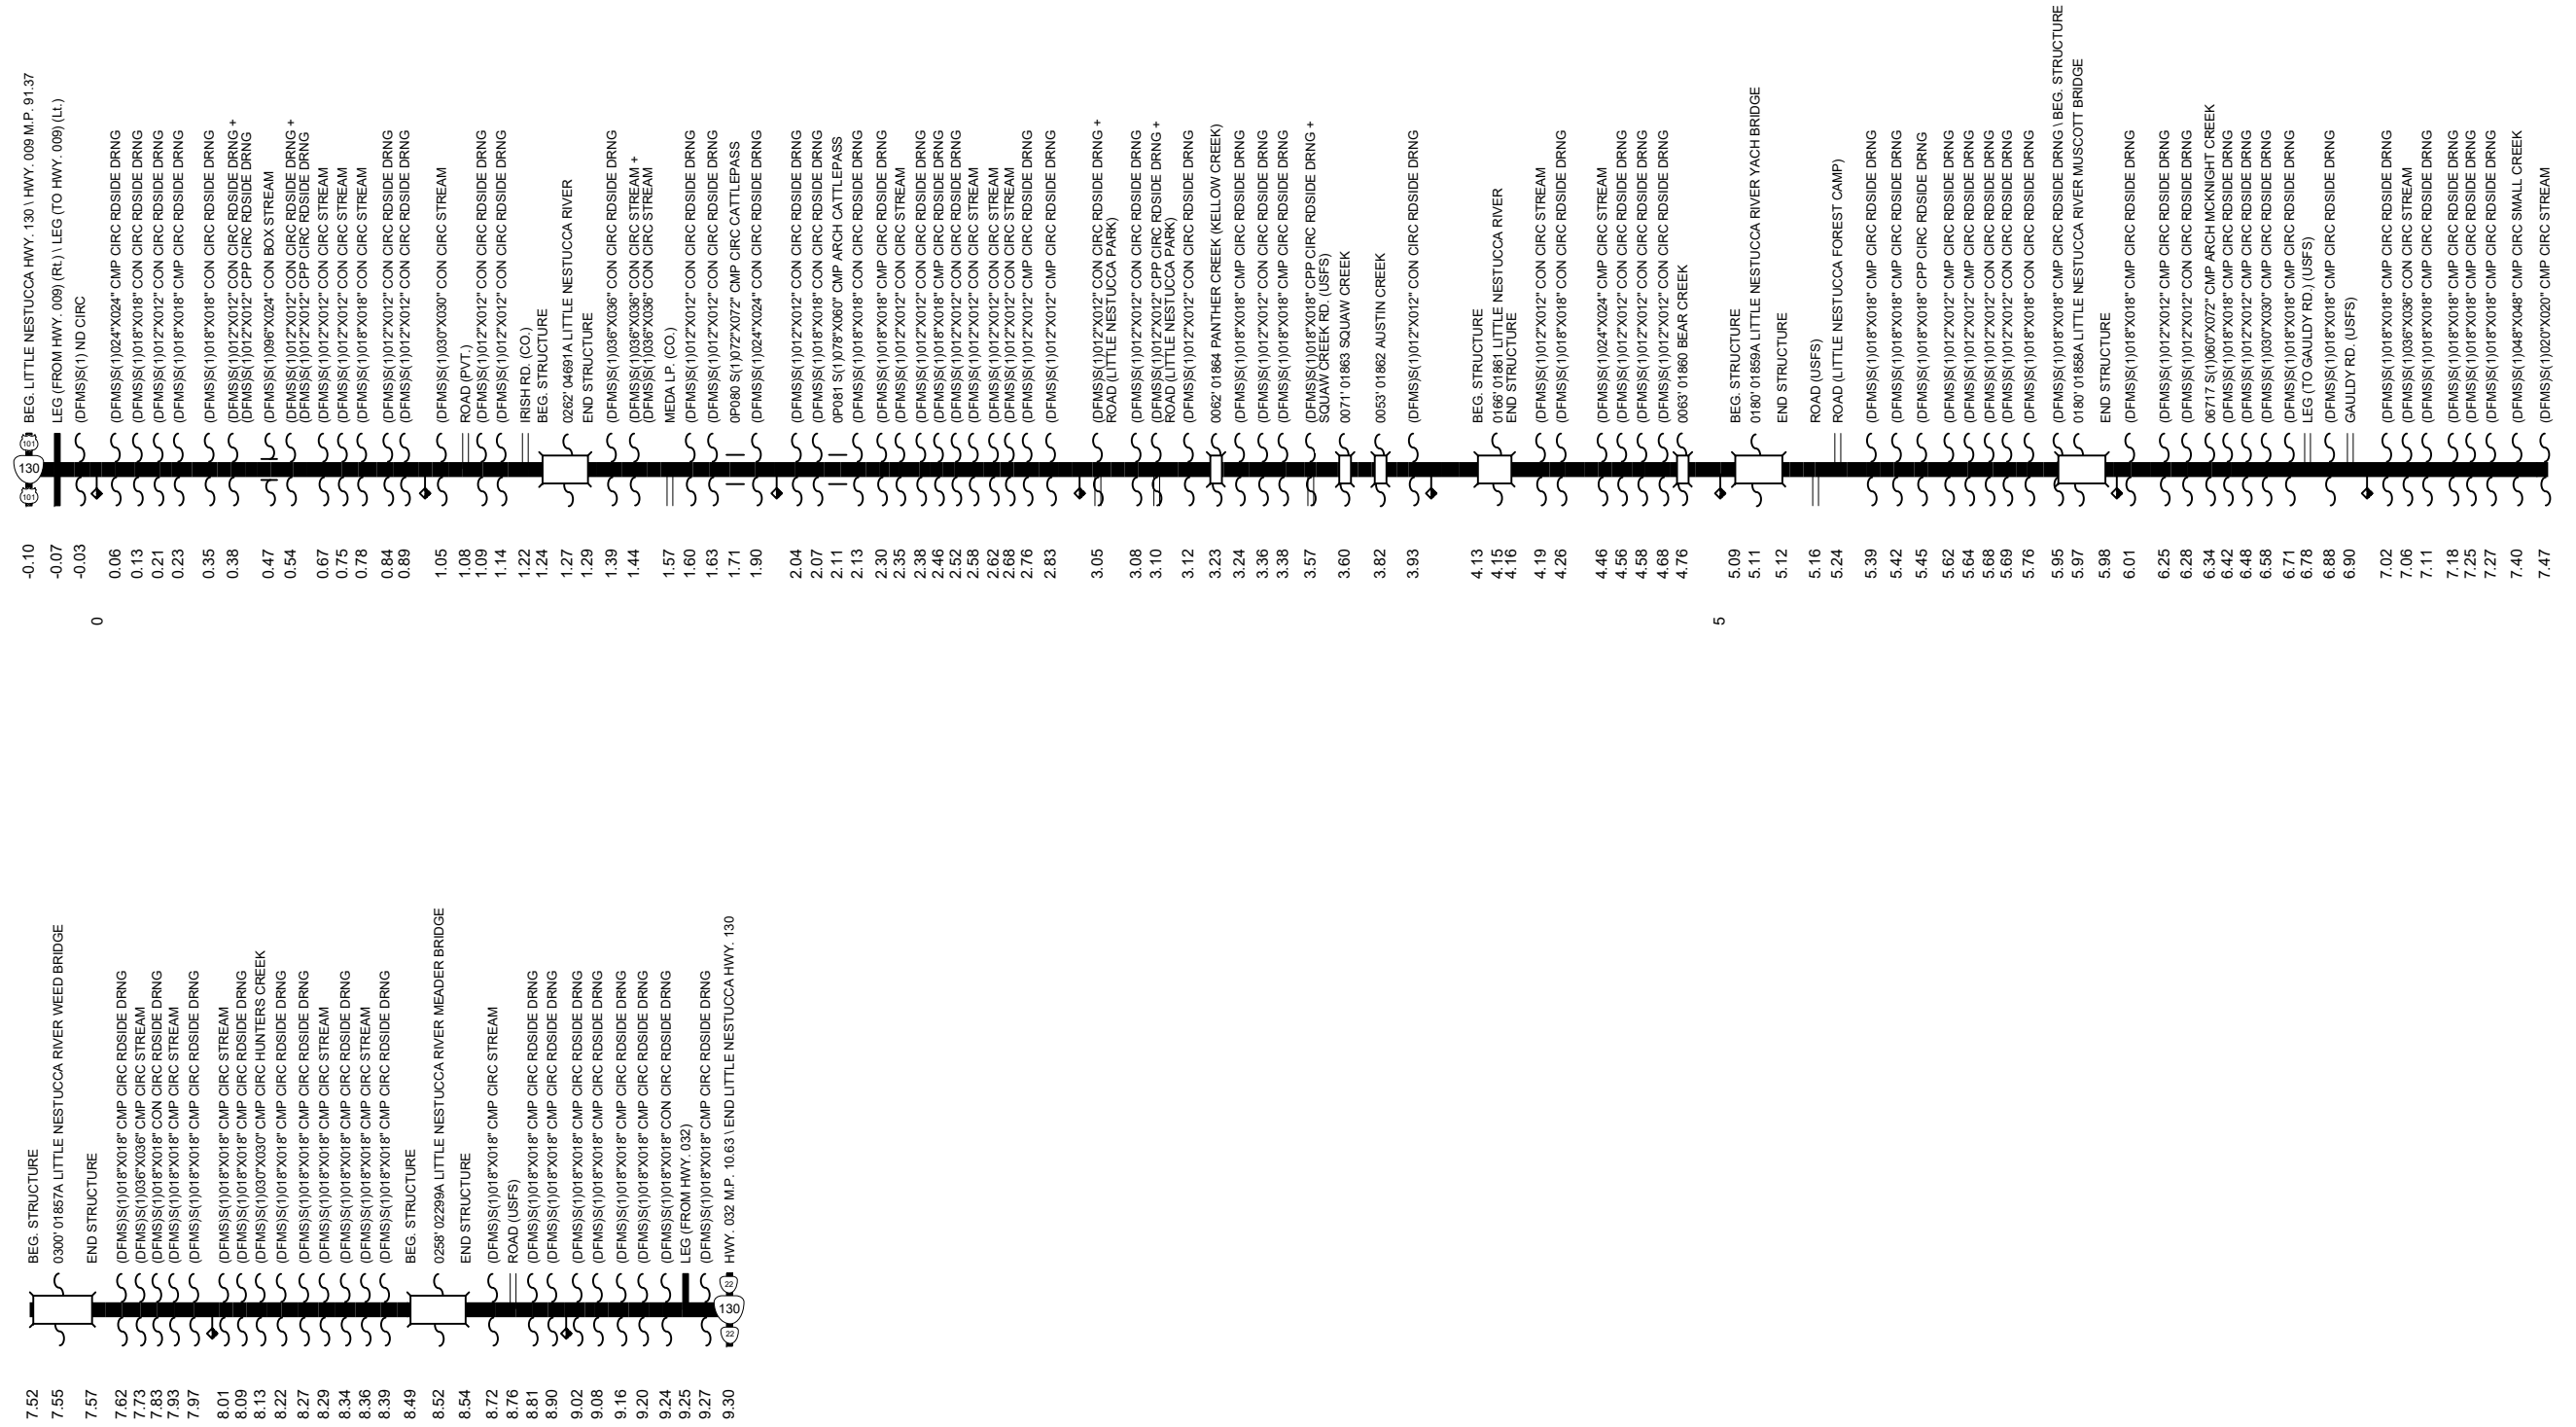 BEG. LITTLE NESTUCCA HWY. 130 \ HWY. 009 M.P. 91.37
LEG (FROM HWY. 009) (Rt.) \ LEG (TO HWY. 009) (Lt.)
(DFMS)S(1) ND CIRC
(DFMS)S(1)024"X024" CMP CIRC RDSIDE DRNG
(DFMS)S(1)018"X018" CON CIRC RDSIDE DRNG
(DFMS)S(1)012"X012" CON CIRC RDSIDE DRNG
(DFMS)S(1)018"X018" CMP CIRC RDSIDE DRNG
(DFMS)S(1)018"X018" CON CIRC RDSIDE DRNG
(DFMS)S(1)012"X012" CON CIRC RDSIDE DRNG +
(DFMS)S(1)012"X012" CPP CIRC RDSIDE DRNG
(DFMS)S(1)096"X024" CON BOX STREAM
(DFMS)S(1)012"X012" CON CIRC RDSIDE DRNG +
(DFMS)S(1)012"X012" CPP CIRC RDSIDE DRNG
(DFMS)S(1)012"X012" CON CIRC STREAM
(DFMS)S(1)012"X012" CON CIRC STREAM
(DFMS)S(1)018"X018" CON CIRC STREAM
(DFMS)S(1)012"X012" CON CIRC RDSIDE DRNG
(DFMS)S(1)012"X012" CON CIRC RDSIDE DRNG
(DFMS)S(1)030"X030" CON CIRC STREAM
ROAD (PVT.)
(DFMS)S(1)012"X012" CON CIRC RDSIDE DRNG
(DFMS)S(1)012"X012" CON CIRC RDSIDE DRNG
IRISH RD. (CO.)
BEG. STRUCTURE
0262' 04691A LITTLE NESTUCCA RIVER
END STRUCTURE
(DFMS)S(1)036"X036" CON CIRC RDSIDE DRNG
(DFMS)S(1)036"X036" CON CIRC STREAM +
(DFMS)S(1)036"X036" CON CIRC STREAM
MEDA LP. (CO.)
(DFMS)S(1)012"X012" CON CIRC RDSIDE DRNG
(DFMS)S(1)012"X012" CON CIRC RDSIDE DRNG
0P080 S(1)072"X072" CMP CIRC CATTLEPASS
(DFMS)S(1)024"X024" CON CIRC RDSIDE DRNG
(DFMS)S(1)012"X012" CON CIRC RDSIDE DRNG
(DFMS)S(1)018"X018" CON CIRC RDSIDE DRNG
0P081 S(1)078"X060" CMP ARCH CATTLEPASS
(DFMS)S(1)018"X018" CON CIRC RDSIDE DRNG
(DFMS)S(1)018"X018" CMP CIRC RDSIDE DRNG
(DFMS)S(1)012"X012" CON CIRC STREAM
(DFMS)S(1)012"X012" CON CIRC RDSIDE DRNG
(DFMS)S(1)018"X018" CMP CIRC RDSIDE DRNG
(DFMS)S(1)012"X012" CON CIRC RDSIDE DRNG
(DFMS)S(1)012"X012" CON CIRC STREAM
(DFMS)S(1)012"X012" CON CIRC STREAM
(DFMS)S(1)018"X018" CMP CIRC STREAM
(DFMS)S(1)012"X012" CMP CIRC RDSIDE DRNG
(DFMS)S(1)012"X012" CMP CIRC RDSIDE DRNG
(DFMS)S(1)012"X012" CON CIRC RDSIDE DRNG +
ROAD (LITTLE NESTUCCA PARK)
(DFMS)S(1)012"X012" CON CIRC RDSIDE DRNG
(DFMS)S(1)012"X012" CPP CIRC RDSIDE DRNG +
ROAD (LITTLE NESTUCCA PARK)
(DFMS)S(1)012"X012" CON CIRC RDSIDE DRNG
0062' 01864 PANTHER CREEK (KELLOW CREEK)
(DFMS)S(1)018"X018" CMP CIRC RDSIDE DRNG
(DFMS)S(1)012"X012" CON CIRC RDSIDE DRNG
(DFMS)S(1)018"X018" CMP CIRC RDSIDE DRNG
(DFMS)S(1)018"X018" CPP CIRC RDSIDE DRNG +
SQUAW CREEK RD. (USFS)
0071' 01863 SQUAW CREEK
0053' 01862 AUSTIN CREEK
(DFMS)S(1)012"X012" CON CIRC RDSIDE DRNG
BEG. STRUCTURE
0166' 01861 LITTLE NESTUCCA RIVER
END STRUCTURE
(DFMS)S(1)012"X012" CON CIRC STREAM
(DFMS)S(1)018"X018" CON CIRC RDSIDE DRNG
(DFMS)S(1)024"X024" CMP CIRC STREAM
(DFMS)S(1)012"X012" CON CIRC RDSIDE DRNG
(DFMS)S(1)012"X012" CON CIRC RDSIDE DRNG
(DFMS)S(1)012"X012" CON CIRC RDSIDE DRNG
0063' 01860 BEAR CREEK
BEG. STRUCTURE
0180' 01859A LITTLE NESTUCCA RIVER YACH BRIDGE
END STRUCTURE
ROAD (USFS)
ROAD (LITTLE NESTUCCA FOREST CAMP)
(DFMS)S(1)018"X018" CMP CIRC RDSIDE DRNG
(DFMS)S(1)018"X018" CMP CIRC RDSIDE DRNG
(DFMS)S(1)018"X018" CPP CIRC RDSIDE DRNG
(DFMS)S(1)012"X012" CMP CIRC RDSIDE DRNG
(DFMS)S(1)012"X012" CMP CIRC RDSIDE DRNG
(DFMS)S(1)018"X018" CON CIRC RDSIDE DRNG
(DFMS)S(1)012"X012" CMP CIRC RDSIDE DRNG
(DFMS)S(1)018"X018" CON CIRC RDSIDE DRNG
(DFMS)S(1)018"X018" CMP CIRC RDSIDE DRNG \ BEG. STRUCTURE
0180' 01858A LITTLE NESTUCCA RIVER MUSCOTT BRIDGE
END STRUCTURE
(DFMS)S(1)018"X018" CMP CIRC RDSIDE DRNG
(DFMS)S(1)012"X012" CMP CIRC RDSIDE DRNG
(DFMS)S(1)012"X012" CON CIRC RDSIDE DRNG
06717 S(1)060"X072" CMP ARCH MCKNIGHT CREEK
(DFMS)S(1)018"X018" CMP CIRC RDSIDE DRNG
(DFMS)S(1)012"X012" CMP CIRC RDSIDE DRNG
(DFMS)S(1)030"X030" CMP CIRC RDSIDE DRNG
(DFMS)S(1)018"X018" CMP CIRC RDSIDE DRNG
LEG (TO GAULDY RD.) (USFS)
(DFMS)S(1)018"X018" CMP CIRC RDSIDE DRNG
GAULDY RD. (USFS)
(DFMS)S(1)018"X018" CMP CIRC RDSIDE DRNG
(DFMS)S(1)036"X036" CON CIRC STREAM
(DFMS)S(1)018"X018" CMP CIRC RDSIDE DRNG
(DFMS)S(1)018"X018" CMP CIRC RDSIDE DRNG
(DFMS)S(1)018"X018" CMP CIRC RDSIDE DRNG
(DFMS)S(1)018"X018" CMP CIRC RDSIDE DRNG
(DFMS)S(1)048"X048" CMP CIRC SMALL CREEK
(DFMS)S(1)020"X020" CMP CIRC STREAM
101
130
101
-0.10
-0.07
-0.03
0.06
0.13
0.21
0.23
0.35
0.38
0.47
0.54
0.67
0.75
0.78
0.84
0.89
1.05
1.08
1.09
1.14
1.22
1.24
1.27
1.29
1.39
1.44
1.57
1.60
1.63
1.71
1.90
2.04
2.07
2.11
2.13
2.30
2.35
2.38
2.46
2.52
2.58
2.62
2.68
2.76
2.83
3.05
3.08
3.10
3.12
3.23
3.24
3.36
3.38
3.57
3.60
3.82
3.93
4.13
4.15
4.16
4.19
4.26
4.46
4.56
4.58
4.68
4.76
5.09
5.11
5.12
5.16
5.24
5.39
5.42
5.45
5.62
5.64
5.68
5.69
5.76
5.95
5.97
5.98
6.01
6.25
6.28
6.34
6.42
6.48
6.58
6.71
6.78
6.88
6.90
7.02
7.06
7.11
7.18
7.25
7.27
7.40
7.47
0
5
BEG. STRUCTURE
0300' 01857A LITTLE NESTUCCA RIVER WEED BRIDGE
END STRUCTURE
(DFMS)S(1)018"X018" CMP CIRC RDSIDE DRNG
(DFMS)S(1)036"X036" CMP CIRC STREAM
(DFMS)S(1)018"X018" CON CIRC RDSIDE DRNG
(DFMS)S(1)018"X018" CMP CIRC STREAM
(DFMS)S(1)018"X018" CMP CIRC RDSIDE DRNG
(DFMS)S(1)018"X018" CMP CIRC STREAM
(DFMS)S(1)018"X018" CMP CIRC RDSIDE DRNG
(DFMS)S(1)030"X030" CMP CIRC HUNTERS CREEK
(DFMS)S(1)018"X018" CMP CIRC RDSIDE DRNG
(DFMS)S(1)018"X018" CMP CIRC RDSIDE DRNG
(DFMS)S(1)018"X018" CMP CIRC STREAM
(DFMS)S(1)018"X018" CMP CIRC RDSIDE DRNG
(DFMS)S(1)018"X018" CMP CIRC STREAM
(DFMS)S(1)018"X018" CMP CIRC RDSIDE DRNG
BEG. STRUCTURE
0258' 02299A LITTLE NESTUCCA RIVER MEADER BRIDGE
END STRUCTURE
(DFMS)S(1)018"X018" CMP CIRC STREAM
ROAD (USFS)
(DFMS)S(1)018"X018" CMP CIRC RDSIDE DRNG
(DFMS)S(1)018"X018" CMP CIRC RDSIDE DRNG
(DFMS)S(1)018"X018" CMP CIRC RDSIDE DRNG
(DFMS)S(1)018"X018" CMP CIRC RDSIDE DRNG
(DFMS)S(1)018"X018" CMP CIRC RDSIDE DRNG
(DFMS)S(1)018"X018" CMP CIRC RDSIDE DRNG
(DFMS)S(1)018"X018" CON CIRC RDSIDE DRNG
LEG (FROM HWY. 032)
(DFMS)S(1)018"X018" CMP CIRC RDSIDE DRNG
HWY. 032 M.P. 10.63 \ END LITTLE NESTUCCA HWY. 130
22
130
22
7.52
7.55
7.57
7.62
7.73
7.83
7.93
7.97
8.01
8.09
8.13
8.22
8.27
8.29
8.34
8.36
8.39
8.49
8.52
8.54
8.72
8.76
8.81
8.90
9.02
9.08
9.16
9.20
9.24
9.25
9.27
9.30